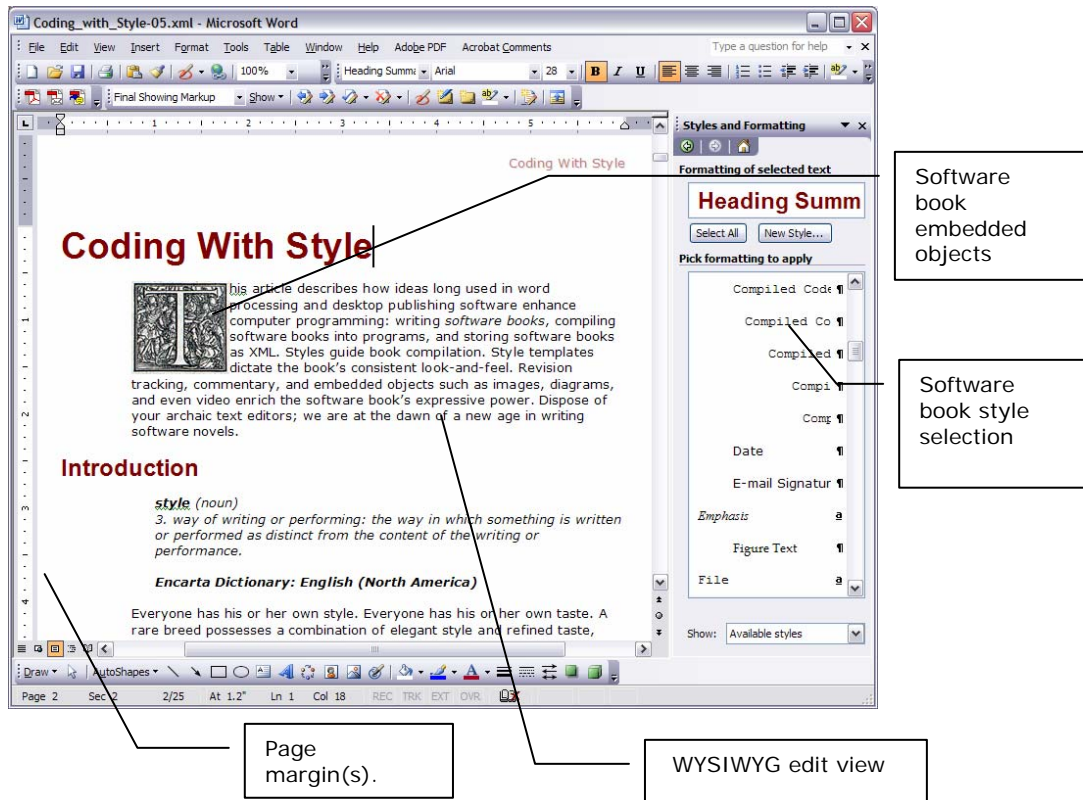 Coding_with_Style-05.xml - Microsoft Word
File Edit View Insert Format Tools Table Window Help Adobe PDF Acrobat Comments Type a question for help
100% Heading Summa Arial 28 B I U
Final Showing Markup Show
1 2 3 4 5
Styles and Formatting
Coding With Style
Formatting of selected text
Heading Summ
Select All New Style...
Pick formatting to apply
Compiled Code ¶
Compiled Co ¶
Compiled ¶
Compi ¶
Comp ¶
Date ¶
E-mail Signatur ¶
Emphasis a
Figure Text ¶
File a
Show: Available styles
Coding With Style
This article describes how ideas long used in word
processing and desktop publishing software enhance
computer programming: writing software books, compiling
software books into programs, and storing software books
as XML. Styles guide book compilation. Style templates
dictate the book’s consistent look-and-feel. Revision
tracking, commentary, and embedded objects such as images, diagrams,
and even video enrich the software book’s expressive power. Dispose of
your archaic text editors; we are at the dawn of a new age in writing
software novels.
Introduction
style (noun)
3. way of writing or performing: the way in which something is written
or performed as distinct from the content of the writing or
performance.
Encarta Dictionary: English (North America)
Everyone has his or her own style. Everyone has his or her own taste. A
rare breed possesses a combination of elegant style and refined taste,
1
2
3
4
Draw AutoShapes
Page 2 Sec 2 2/25 At 1.2" Ln 1 Col 18 REC TRK EXT OVR
Software
book
embedded
objects
Software
book style
selection
Page
margin(s).
WYSIWYG edit view